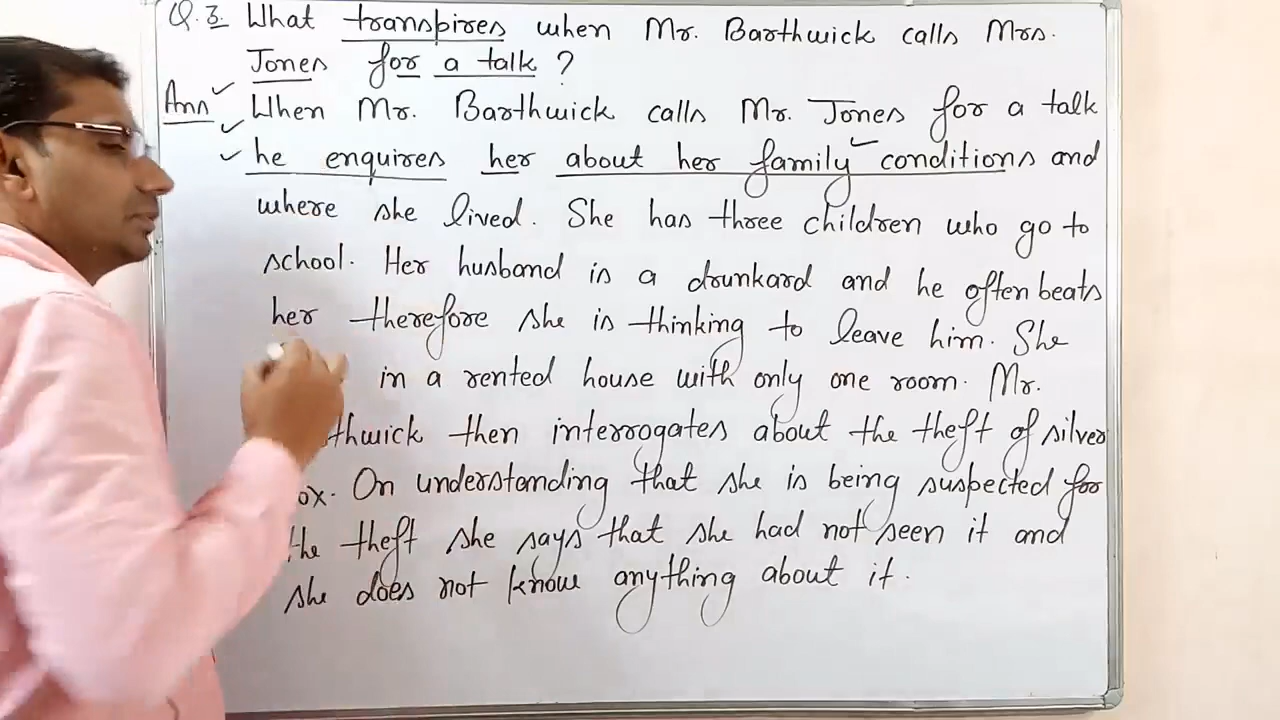 Q.3 What transpires when Mr. Barthwick calls Mrs.
Jones for a talk ?
Ann When Mr. Barthwick calls Mr. Jones for a talk
he enquires her about her family conditions and
where she lived. She has three children who go to
school. Her husband is a drunkard and he often beats
her therefore she is thinking to leave him. She
in a rented house with only one room. Mr.
thwick then interrogates about the theft of silver
ox. On understanding that she is being suspected for
the theft she says that she had not seen it and
she does not know anything about it.